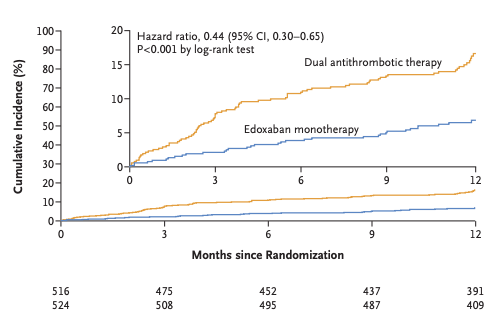 Hazard ratio, 0.44 (95% CI, 0.30–0.65)
P<0.001 by log-rank test
Dual antithrombotic therapy
Edoxaban monotherapy
20
15
10
5
0
0 3 6 9 12
Cumulative Incidence (%)
100
90
80
70
60
50
40
30
20
10
0
0 3 6 9 12
Months since Randomization
516 475 452 437 391
524 508 495 487 409